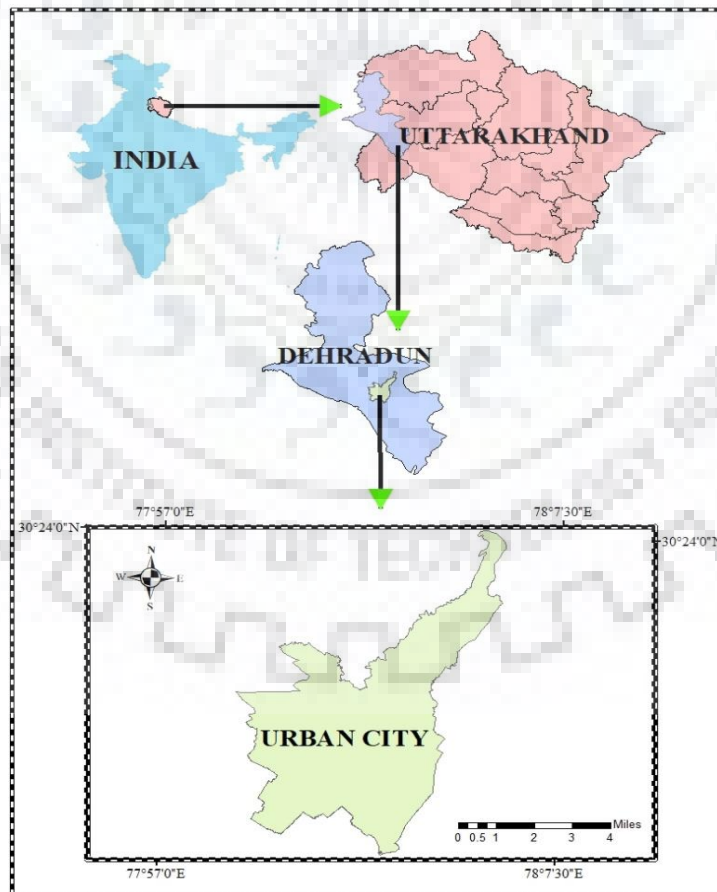 INDIA
UTTARAKHAND
DEHRADUN
77°57'0"E 78°7'30"E
30°24'0"N 30°24'0"N
N
W E
S
URBAN CITY
Miles
0 0.5 1 2 3 4
77°57'0"E 78°7'30"E